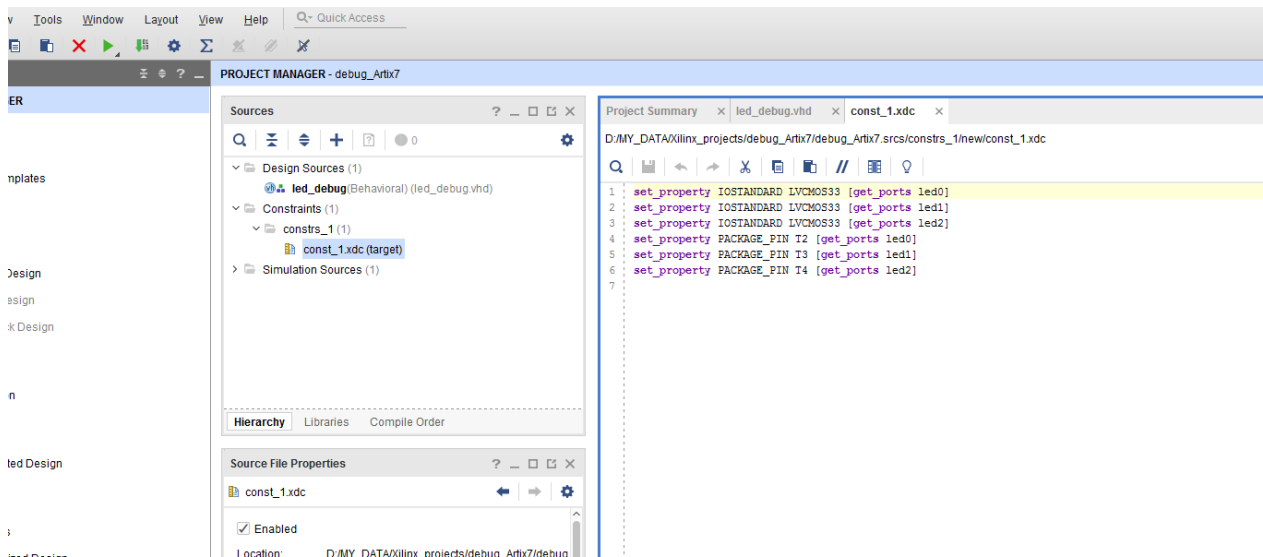 Tools Window Layout View Help Quick Access
? _
PROJECT MANAGER - debug_Artix7
ER
mplates
Design
esign
k Design
n
ted Design
s
Sources ? _
0
Design Sources (1)
led_debug(Behavioral) (led_debug.vhd)
Constraints (1)
constrs_1 (1)
const_1.xdc (target)
Simulation Sources (1)
Hierarchy Libraries Compile Order
Source File Properties ? _
const_1.xdc
Enabled
Location: D:/MY_DATA/Xilinx_projects/debug_Artix7/debug
Project Summary led_debug.vhd const_1.xdc
D:/MY_DATA/Xilinx_projects/debug_Artix7/debug_Artix7.srcs/constrs_1/new/const_1.xdc
//
1 set_property IOSTANDARD LVCMOS33 [get_ports led0]
2 set_property IOSTANDARD LVCMOS33 [get_ports led1]
3 set_property IOSTANDARD LVCMOS33 [get_ports led2]
4 set_property PACKAGE_PIN T2 [get_ports led0]
5 set_property PACKAGE_PIN T3 [get_ports led1]
6 set_property PACKAGE_PIN T4 [get_ports led2]
7